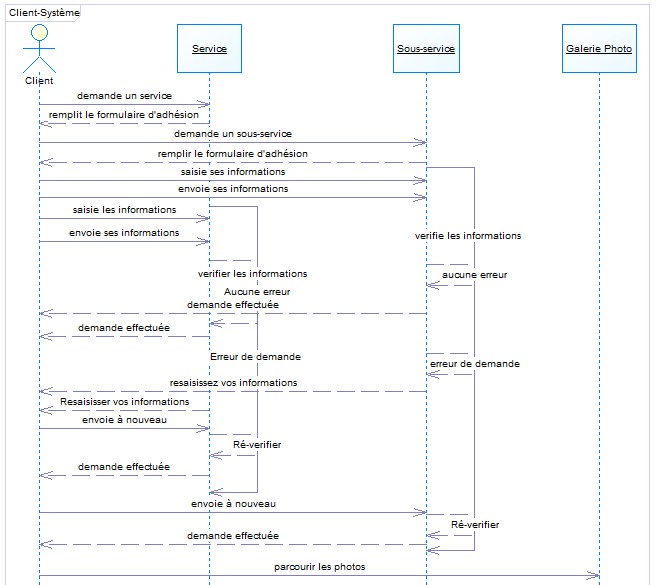 Client-Système
Service
Sous-service
Galerie Photo
Client
demande un service
remplit le formulaire d'adhésion
demande un sous-service
remplir le formulaire d'adhésion
saisie ses informations
envoie ses informations
saisie les informations
envoie ses informations
verifie les informations
verifier les informations
aucune erreur
Aucune erreur
demande effectuée
demande effectuée
Erreur de demande
erreur de demande
resaisissez vos informations
Resaisisser vos informations
envoie à nouveau
Ré-verifier
demande effectuée
envoie à nouveau
Ré-verifier
demande effectuée
parcourir les photos